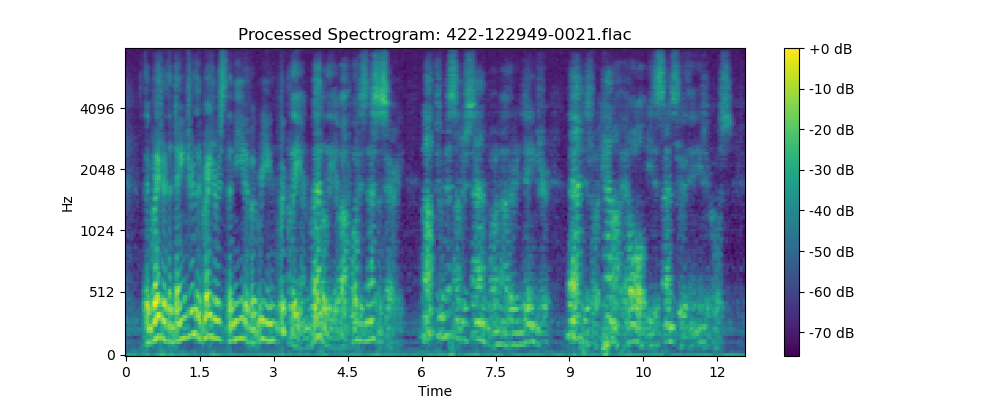 Processed Spectrogram: 422-122949-0021.flac
Hz
4096
2048
1024
512
0
0 1.5 3 4.5 6 7.5 9 10 12
Time
+0 dB
-10 dB
-20 dB
-30 dB
-40 dB
-50 dB
-60 dB
-70 dB